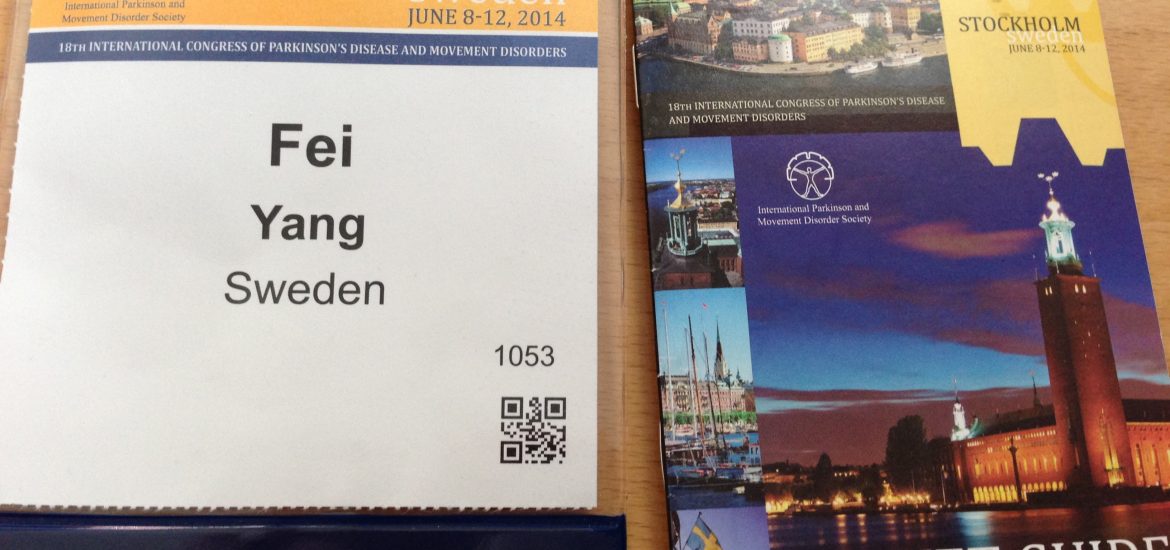 International Parkinson and
Movement Disorder Society
Sweden
JUNE 8-12, 2014
18TH INTERNATIONAL CONGRESS OF PARKINSON'S DISEASE AND MOVEMENT DISORDERS
Fei
Yang
Sweden
1053
STOCKHOLM
sweden
JUNE 8-12, 2014
18TH INTERNATIONAL CONGRESS OF PARKINSON'S DISEASE
AND MOVEMENT DISORDERS
International Parkinson and
Movement Disorder Society
GUIDE